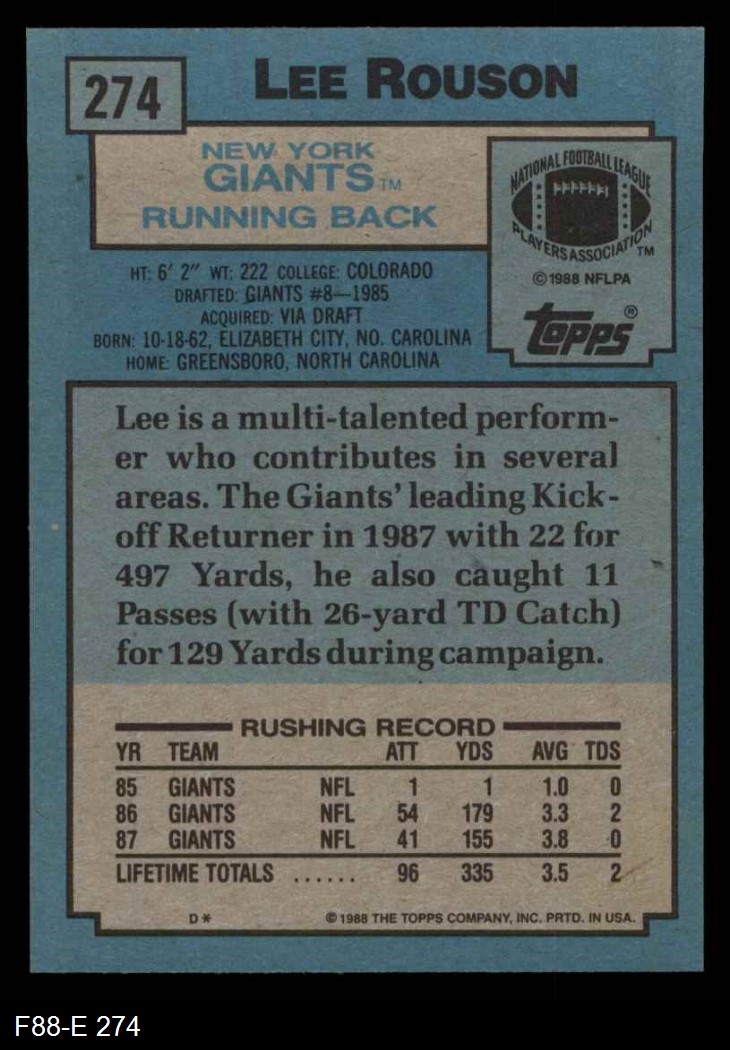 274
LEE ROUSON
NEW YORK
GIANTS TM
RUNNING BACK
NATIONAL FOOTBALL LEAGUE
PLAYERS ASSOCIATION TM
©1988 NFLPA
TOPPS®
HT: 6' 2" WT: 222 COLLEGE: COLORADO
DRAFTED: GIANTS #8—1985
ACQUIRED: VIA DRAFT
BORN: 10-18-62, ELIZABETH CITY, NO. CAROLINA
HOME: GREENSBORO, NORTH CAROLINA
Lee is a multi-talented perform-
er who contributes in several
areas. The Giants' leading Kick-
off Returner in 1987 with 22 for
497 Yards, he also caught 11
Passes (with 26-yard TD Catch)
for 129 Yards during campaign.
RUSHING RECORD
YR TEAM ATT YDS AVG TDS
85 GIANTS NFL 1 1 1.0 0
86 GIANTS NFL 54 179 3.3 2
87 GIANTS NFL 41 155 3.8 0
LIFETIME TOTALS ...... 96 335 3.5 2
D* ©1988 THE TOPPS COMPANY, INC. PRTD. IN USA.
F88-E 274